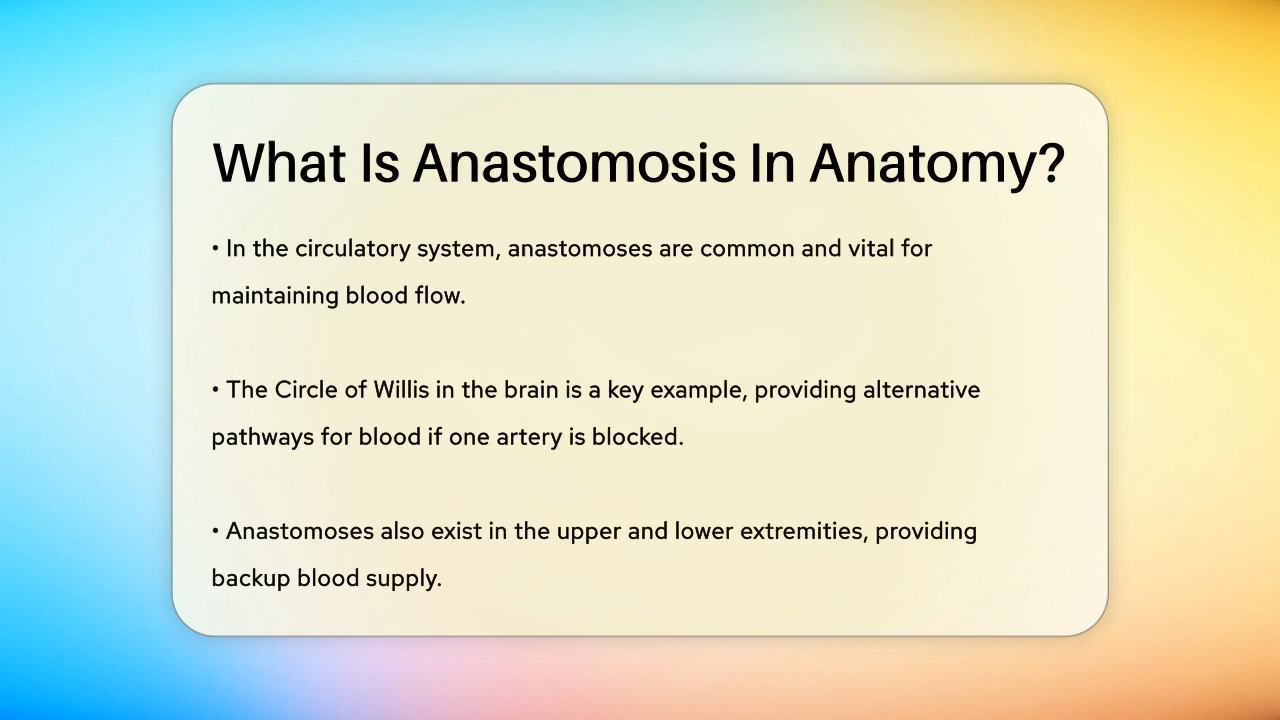 What Is Anastomosis In Anatomy?
• In the circulatory system, anastomoses are common and vital for
maintaining blood flow.
• The Circle of Willis in the brain is a key example, providing alternative
pathways for blood if one artery is blocked.
• Anastomoses also exist in the upper and lower extremities, providing
backup blood supply.